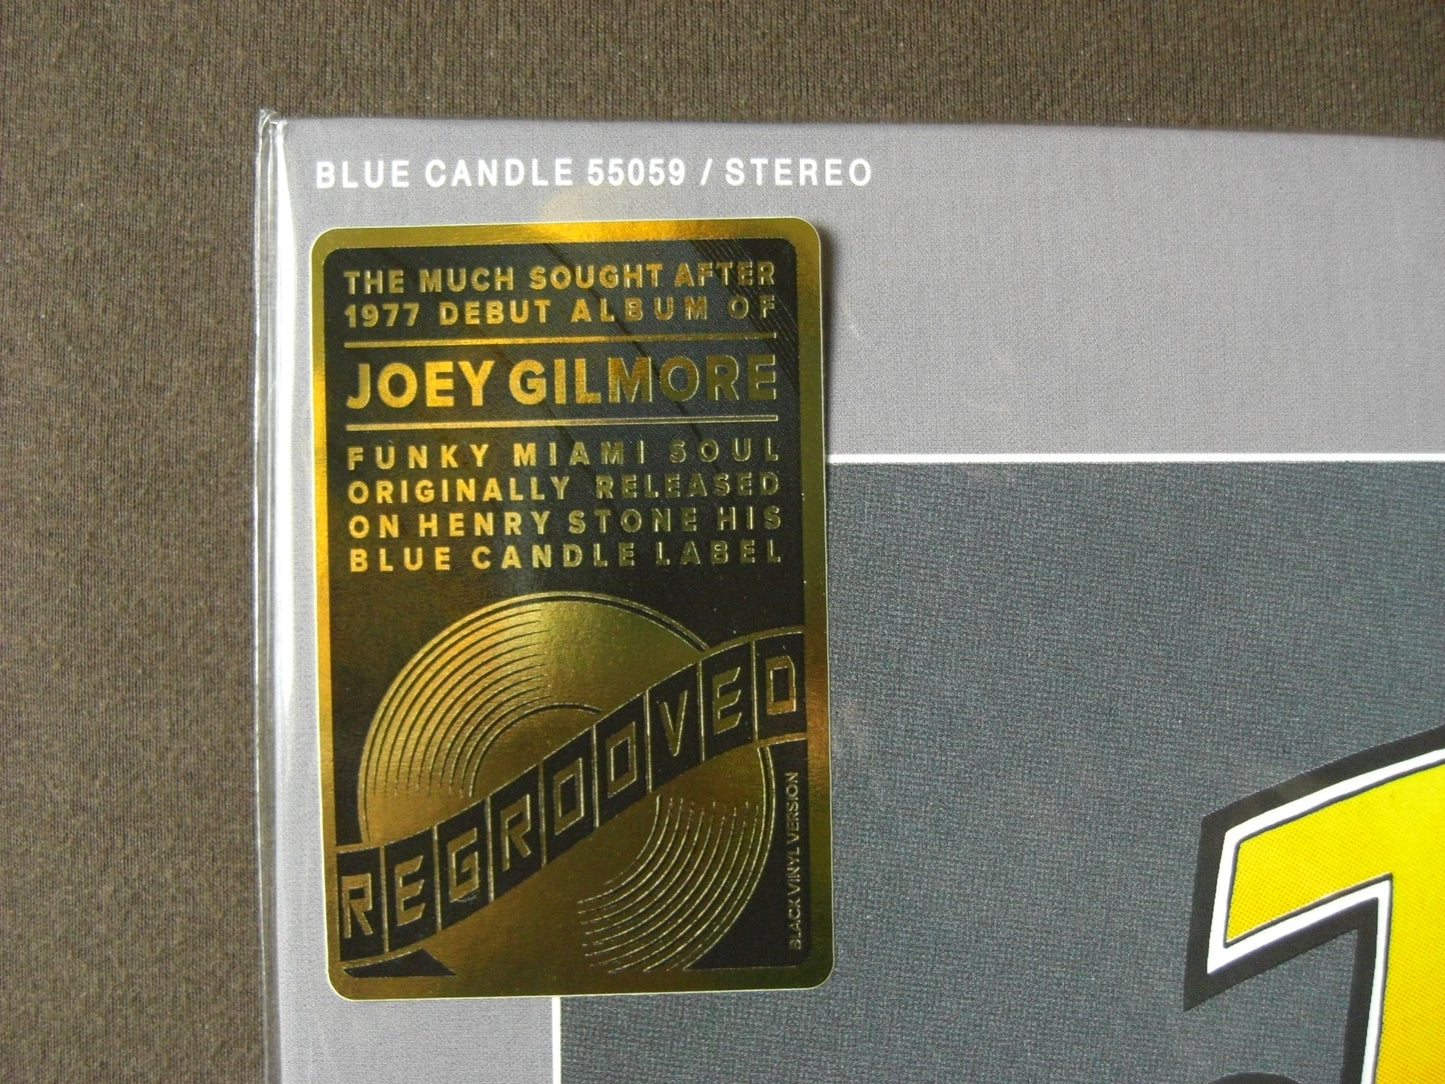 BLUE CANDLE 55059 / STEREO
THE MUCH SOUGHT AFTER
1977 DEBUT ALBUM OF
JOEY GILMORE
FUNKY MIAMI SOUL
ORIGINALLY RELEASED
ON HENRY STONE HIS
BLUE CANDLE LABEL
REGROOVED
BLACK VINYL VERSION